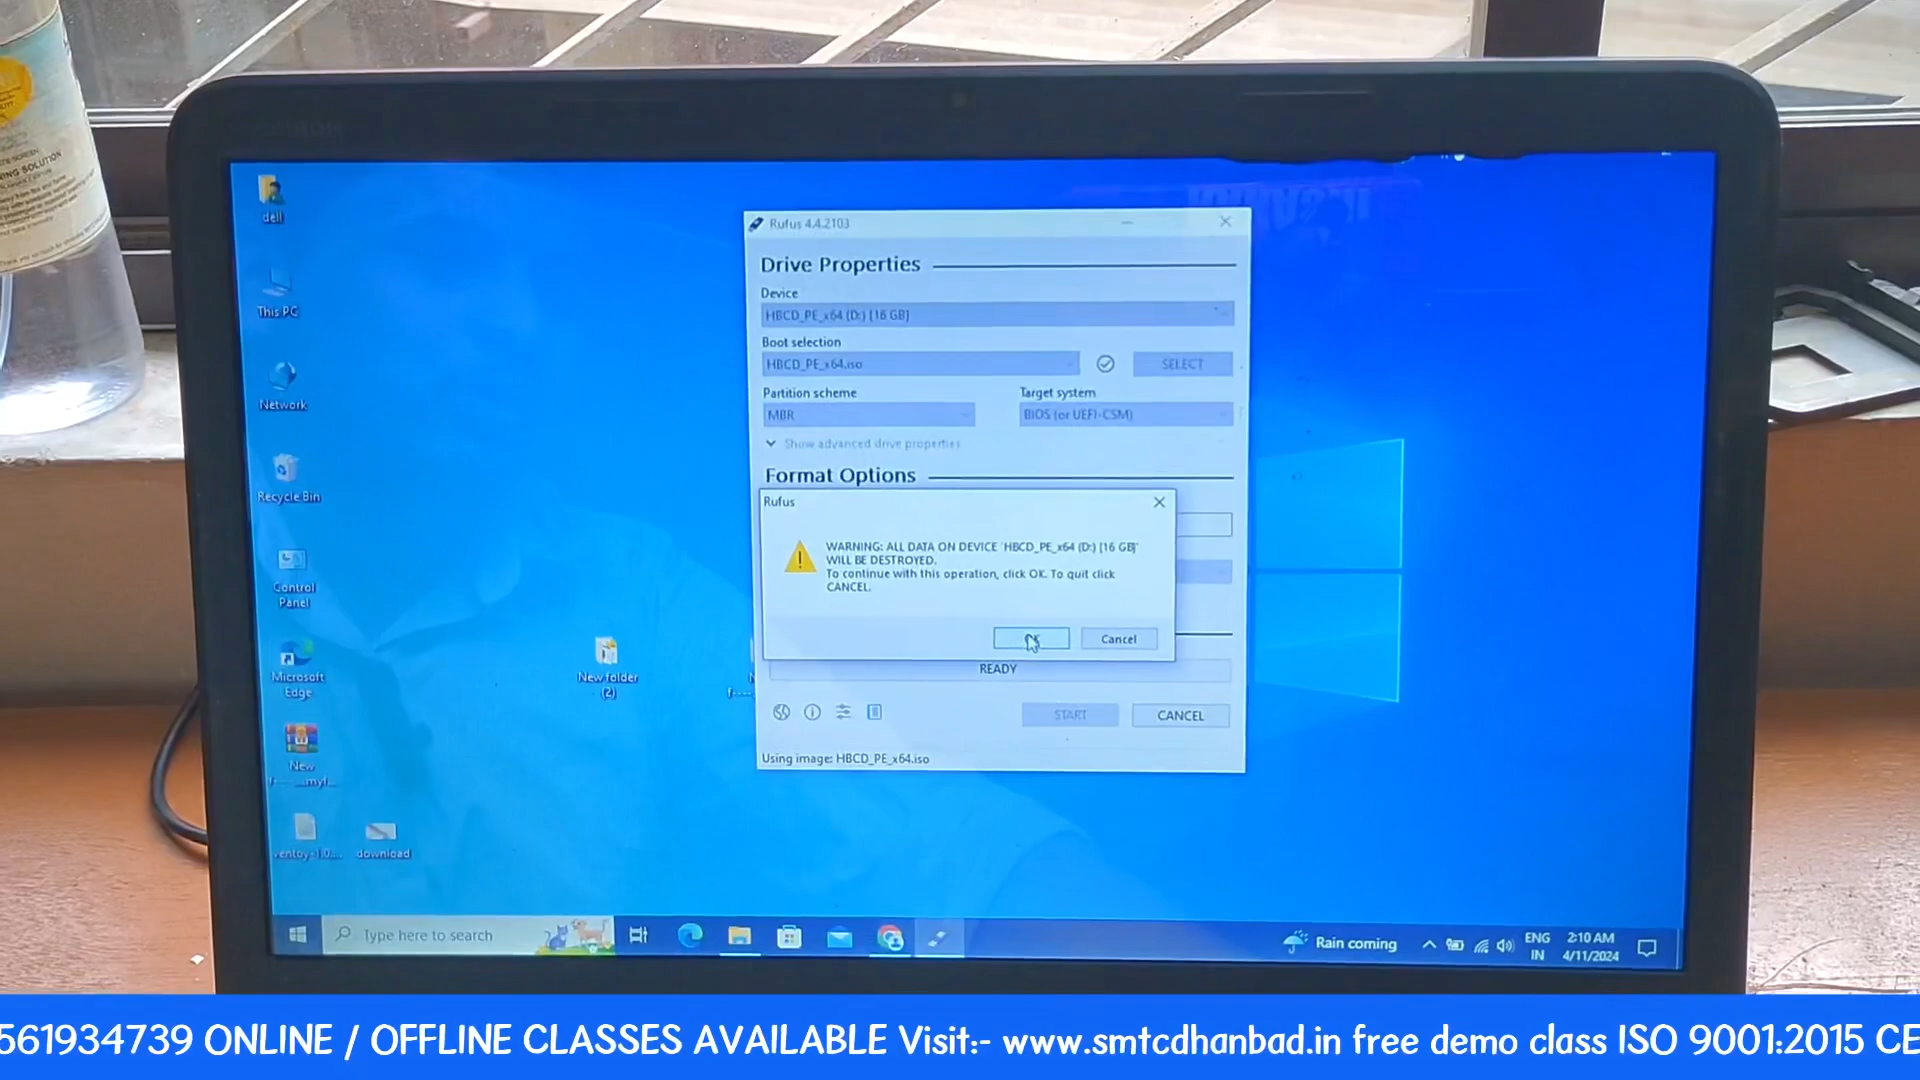 dell
This PC
Network
Recycle Bin
Control
Panel
Microsoft
Edge
New
ventoy-1.0....
download
New folder
(2)
Rufus 4.4.2103
Drive Properties
Device
HBCD_PE_x64 (D:) [16 GB]
Boot selection
HBCD_PE_x64.iso
SELECT
Partition scheme
Target system
MBR
BIOS (or UEFI-CSM)
Show advanced drive properties
Format Options
Rufus
WARNING: ALL DATA ON DEVICE 'HBCD_PE_x64 (D:) [16 GB]'
WILL BE DESTROYED.
To continue with this operation, click OK. To quit click
CANCEL.
OK
Cancel
READY
START
CANCEL
Using image: HBCD_PE_x64.iso
Type here to search
Rain coming
ENG
IN
2:10 AM
4/11/2024
561934739 ONLINE / OFFLINE CLASSES AVAILABLE Visit:- www.smtcdhanbad.in free demo class ISO 9001:2015 CE